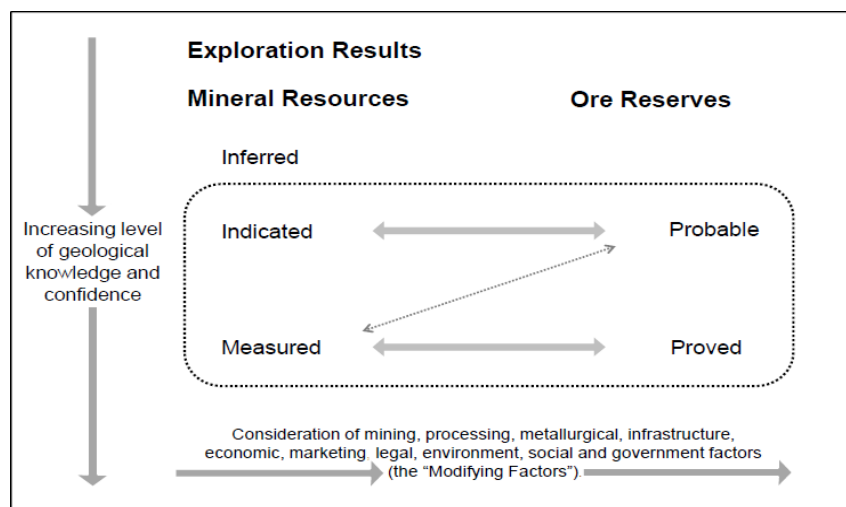 Exploration Results
Mineral Resources
Ore Reserves
Inferred
Increasing level
of geological
knowledge and
confidence
Indicated
Probable
Measured
Proved
Consideration of mining, processing, metallurgical, infrastructure,
economic, marketing, legal, environment, social and government factors
(the “Modifying Factors”).